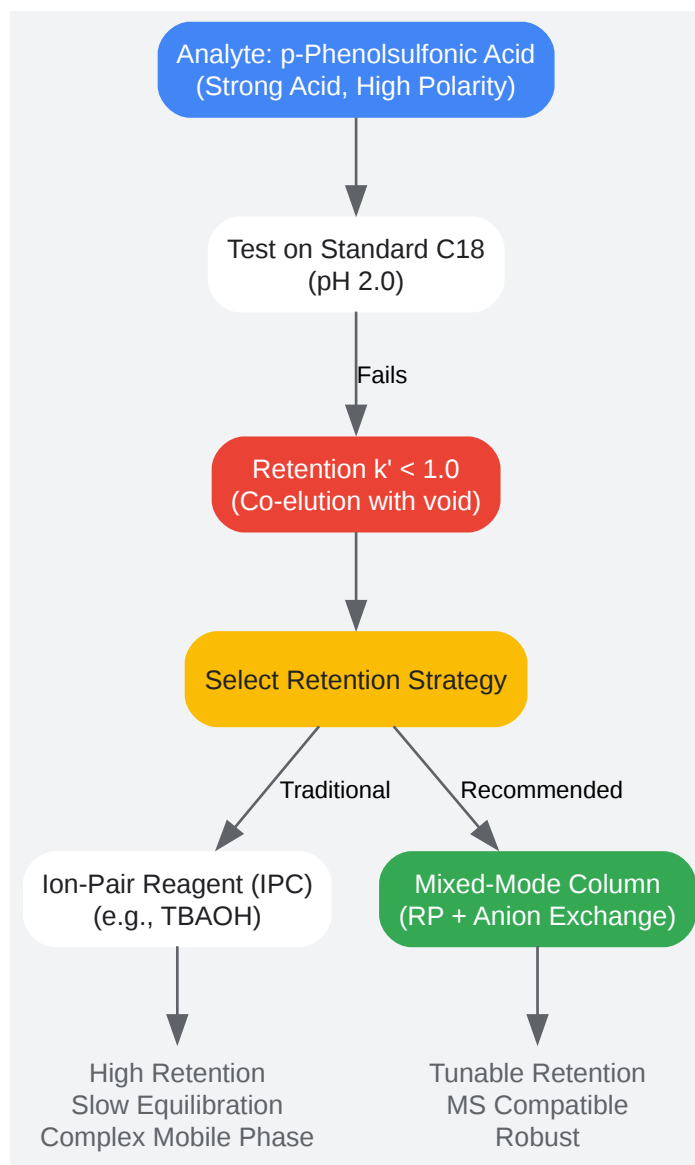 Analyte: p-Phenolsulfonic Acid
(Strong Acid, High Polarity)
Test on Standard C18
(pH 2.0)
Fails
Retention k' < 1.0
(Co-elution with void)
Select Retention Strategy
Traditional
Recommended
Ion-Pair Reagent (IPC)
(e.g., TBAOH)
Mixed-Mode Column
(RP + Anion Exchange)
High Retention
Slow Equilibration
Complex Mobile Phase
Tunable Retention
MS Compatible
Robust